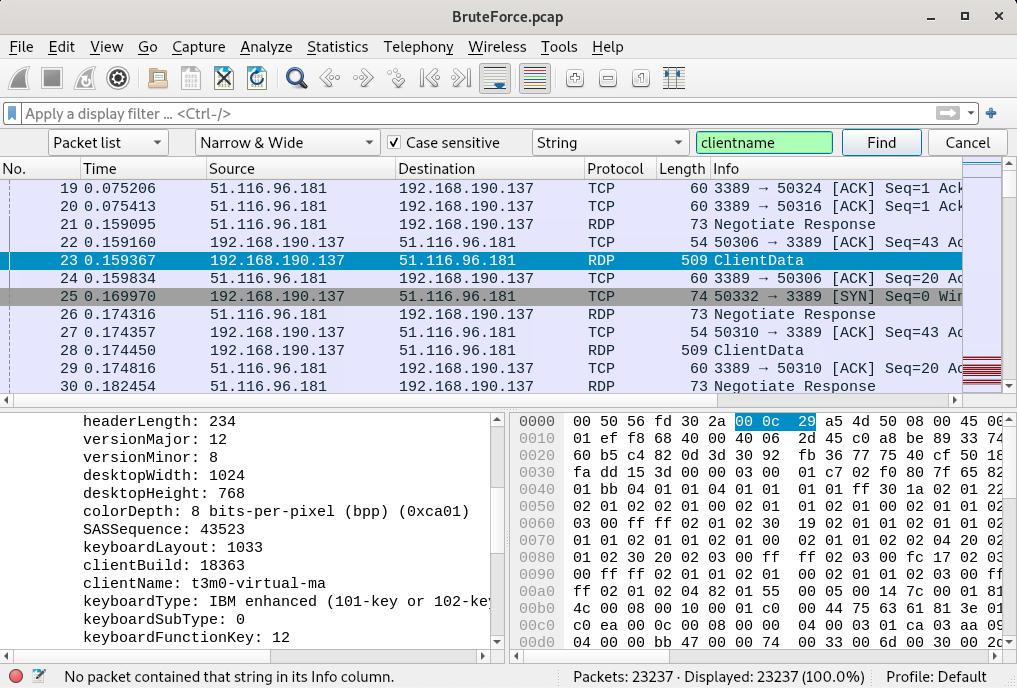 BruteForce.pcap
File Edit View Go Capture Analyze Statistics Telephony Wireless Tools Help
Apply a display filter ... <Ctrl-/>
Packet list Narrow & Wide Case sensitive String clientname Find Cancel
No. Time Source Destination Protocol Length Info
19 0.075206 51.116.96.181 192.168.190.137 TCP 60 3389 → 50324 [ACK] Seq=1 Ack
20 0.075413 51.116.96.181 192.168.190.137 TCP 60 3389 → 50316 [ACK] Seq=1 Ack
21 0.159095 51.116.96.181 192.168.190.137 RDP 73 Negotiate Response
22 0.159160 192.168.190.137 51.116.96.181 TCP 54 50306 → 3389 [ACK] Seq=43 Ac
23 0.159367 192.168.190.137 51.116.96.181 RDP 509 ClientData
24 0.159834 51.116.96.181 192.168.190.137 TCP 60 3389 → 50306 [ACK] Seq=20 Ac
25 0.169970 192.168.190.137 51.116.96.181 TCP 74 50332 → 3389 [SYN] Seq=0 Win
26 0.174316 51.116.96.181 192.168.190.137 RDP 73 Negotiate Response
27 0.174357 192.168.190.137 51.116.96.181 TCP 54 50310 → 3389 [ACK] Seq=43 Ac
28 0.174450 192.168.190.137 51.116.96.181 RDP 509 ClientData
29 0.174816 51.116.96.181 192.168.190.137 TCP 60 3389 → 50310 [ACK] Seq=20 Ac
30 0.182454 51.116.96.181 192.168.190.137 RDP 73 Negotiate Response
headerLength: 234
versionMajor: 12
versionMinor: 8
desktopWidth: 1024
desktopHeight: 768
colorDepth: 8 bits-per-pixel (bpp) (0xca01)
SASSequence: 43523
keyboardLayout: 1033
clientBuild: 18363
clientName: t3m0-virtual-ma
keyboardType: IBM enhanced (101-key or 102-key
keyboardSubType: 0
keyboardFunctionKey: 12
0000 00 50 56 fd 30 2a 00 0c 29 a5 4d 50 08 00 45 00
0010 01 ef f8 68 40 00 40 06 2d 45 c0 a8 be 89 33 74
0020 60 b5 c4 82 0d 3d 30 92 fb 36 77 75 40 cf 50 18
0030 fa dd 15 3d 00 00 03 00 01 c7 02 f0 80 7f 65 82
0040 01 bb 04 01 01 04 01 01 01 01 ff 30 1a 02 01 22
0050 02 01 02 02 01 00 02 01 01 02 01 00 02 01 01 02
0060 03 00 ff ff 02 01 02 30 19 02 01 01 02 01 01 02
0070 01 01 02 01 01 02 01 00 02 01 01 02 02 04 20 02
0080 01 02 30 20 02 03 00 ff ff 02 03 00 fc 17 02 03
0090 00 ff ff 02 01 01 02 01 00 02 01 01 02 03 00 ff
00a0 ff 02 01 02 04 82 01 55 00 05 00 14 7c 00 01 81
00b0 4c 00 08 00 10 00 01 c0 00 44 75 63 61 81 3e 01
00c0 c0 ea 00 0c 00 08 00 00 04 00 03 01 ca 03 aa 09
00d0 04 00 00 bb 47 00 00 74 00 33 00 6d 00 30 00 2d
No packet contained that string in its Info column. Packets: 23237 · Displayed: 23237 (100.0%) Profile: Default